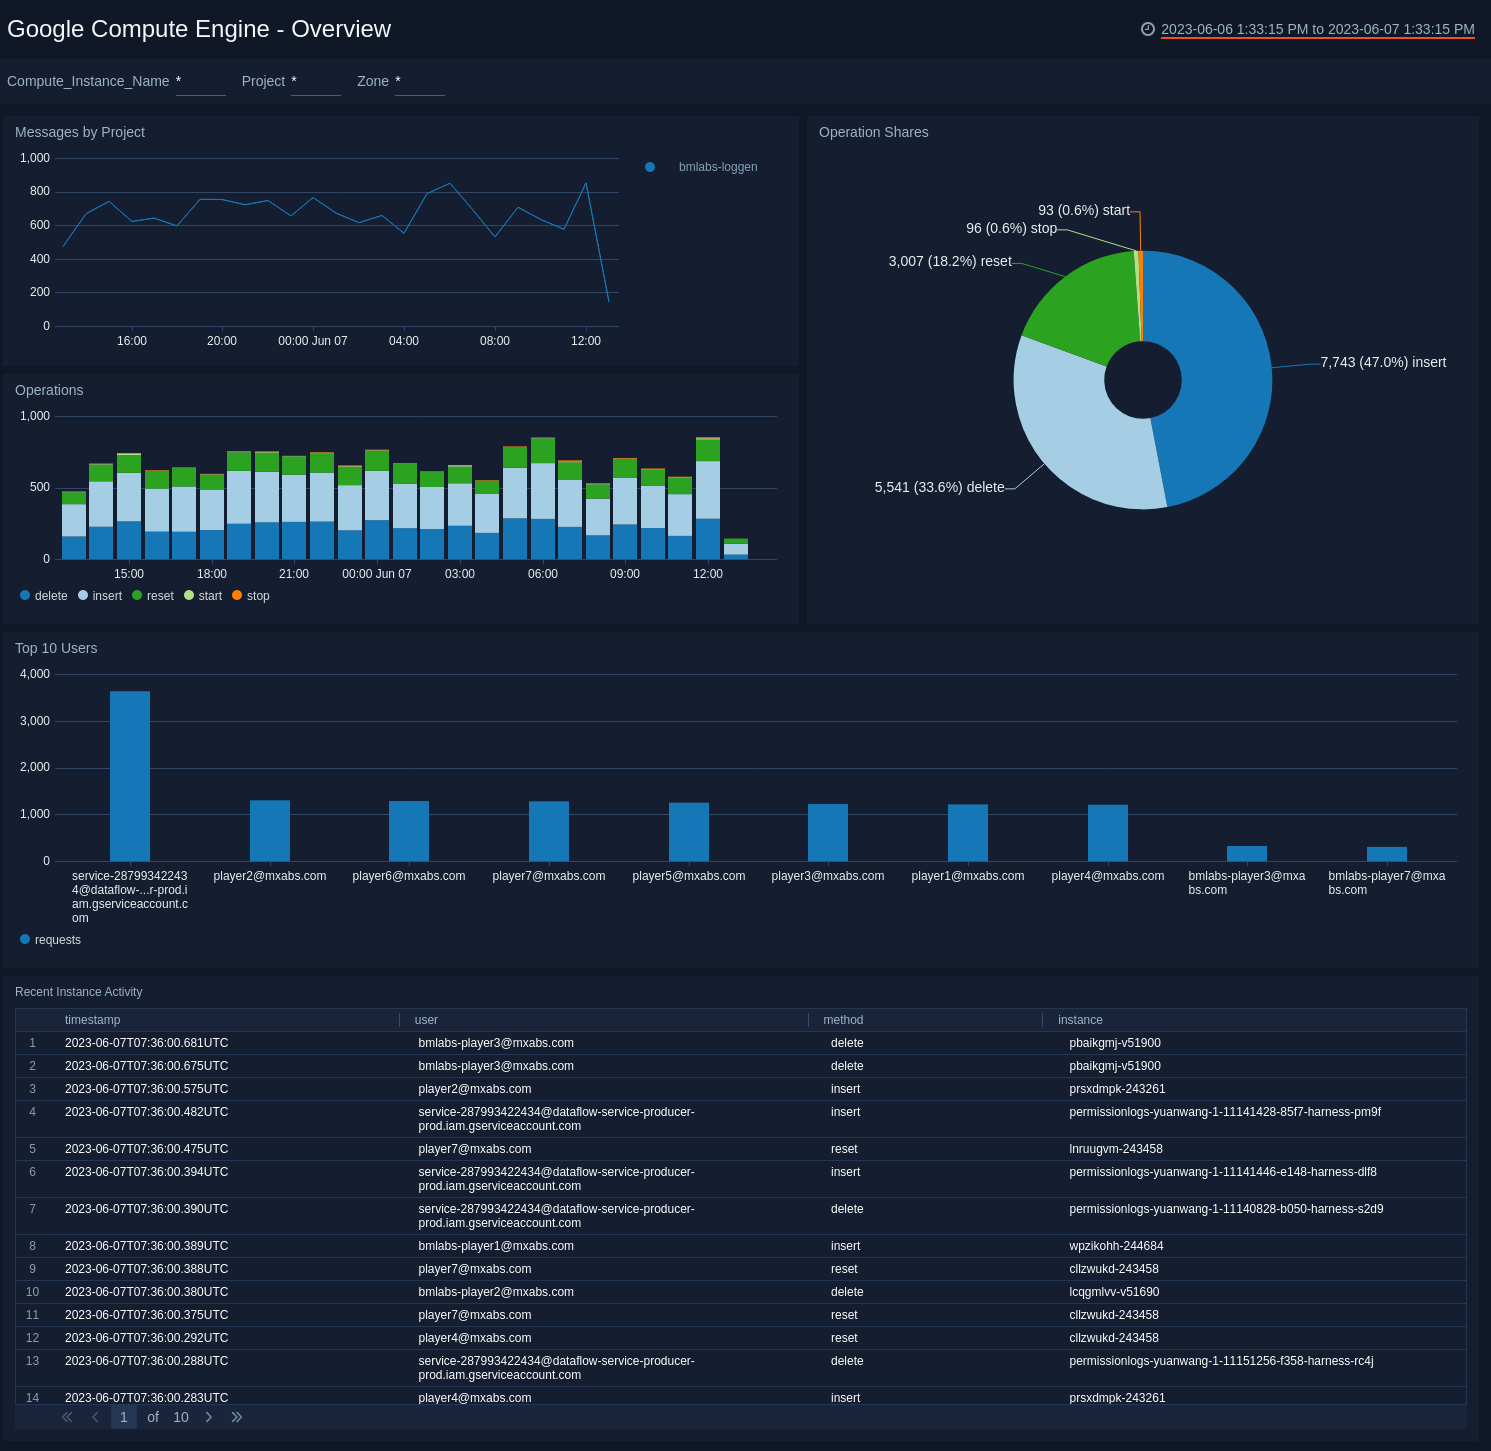 Google Compute Engine - Overview
2023-06-06 1:33:15 PM to 2023-06-07 1:33:15 PM
Compute_Instance_Name * Project * Zone *
Messages by Project
1,000
800
600
400
200
0
16:00 20:00 00:00 Jun 07 04:00 08:00 12:00
bmlabs-loggen
Operation Shares
93 (0.6%) start
96 (0.6%) stop
3,007 (18.2%) reset
7,743 (47.0%) insert
5,541 (33.6%) delete
Operations
1,000
500
0
15:00 18:00 21:00 00:00 Jun 07 03:00 06:00 09:00 12:00
delete insert reset start stop
Top 10 Users
4,000
3,000
2,000
1,000
0
service-28799342243
4@dataflow-...r-prod.i
am.gserviceaccount.c
om
player2@mxabs.com
player6@mxabs.com
player7@mxabs.com
player5@mxabs.com
player3@mxabs.com
player1@mxabs.com
player4@mxabs.com
bmlabs-player3@mxa
bs.com
bmlabs-player7@mxa
bs.com
requests
Recent Instance Activity
timestamp user method instance
1 2023-06-07T07:36:00.681UTC bmlabs-player3@mxabs.com delete pbaikgmj-v51900
2 2023-06-07T07:36:00.675UTC bmlabs-player3@mxabs.com delete pbaikgmj-v51900
3 2023-06-07T07:36:00.575UTC player2@mxabs.com insert prsxdmpk-243261
4 2023-06-07T07:36:00.482UTC service-287993422434@dataflow-service-producer- insert permissionlogs-yuanwang-1-11141428-85f7-harness-pm9f
prod.iam.gserviceaccount.com
5 2023-06-07T07:36:00.475UTC player7@mxabs.com reset lnruugvm-243458
6 2023-06-07T07:36:00.394UTC service-287993422434@dataflow-service-producer- insert permissionlogs-yuanwang-1-11141446-e148-harness-dlf8
prod.iam.gserviceaccount.com
7 2023-06-07T07:36:00.390UTC service-287993422434@dataflow-service-producer- delete permissionlogs-yuanwang-1-11140828-b050-harness-s2d9
prod.iam.gserviceaccount.com
8 2023-06-07T07:36:00.389UTC bmlabs-player1@mxabs.com insert wpzikohh-244684
9 2023-06-07T07:36:00.388UTC player7@mxabs.com reset cllzwukd-243458
10 2023-06-07T07:36:00.380UTC bmlabs-player2@mxabs.com delete lcqgmlvv-v51690
11 2023-06-07T07:36:00.375UTC player7@mxabs.com reset cllzwukd-243458
12 2023-06-07T07:36:00.292UTC player4@mxabs.com reset cllzwukd-243458
13 2023-06-07T07:36:00.288UTC service-287993422434@dataflow-service-producer- delete permissionlogs-yuanwang-1-11151256-f358-harness-rc4j
prod.iam.gserviceaccount.com
14 2023-06-07T07:36:00.283UTC player4@mxabs.com insert prsxdmpk-243261
1 of 10